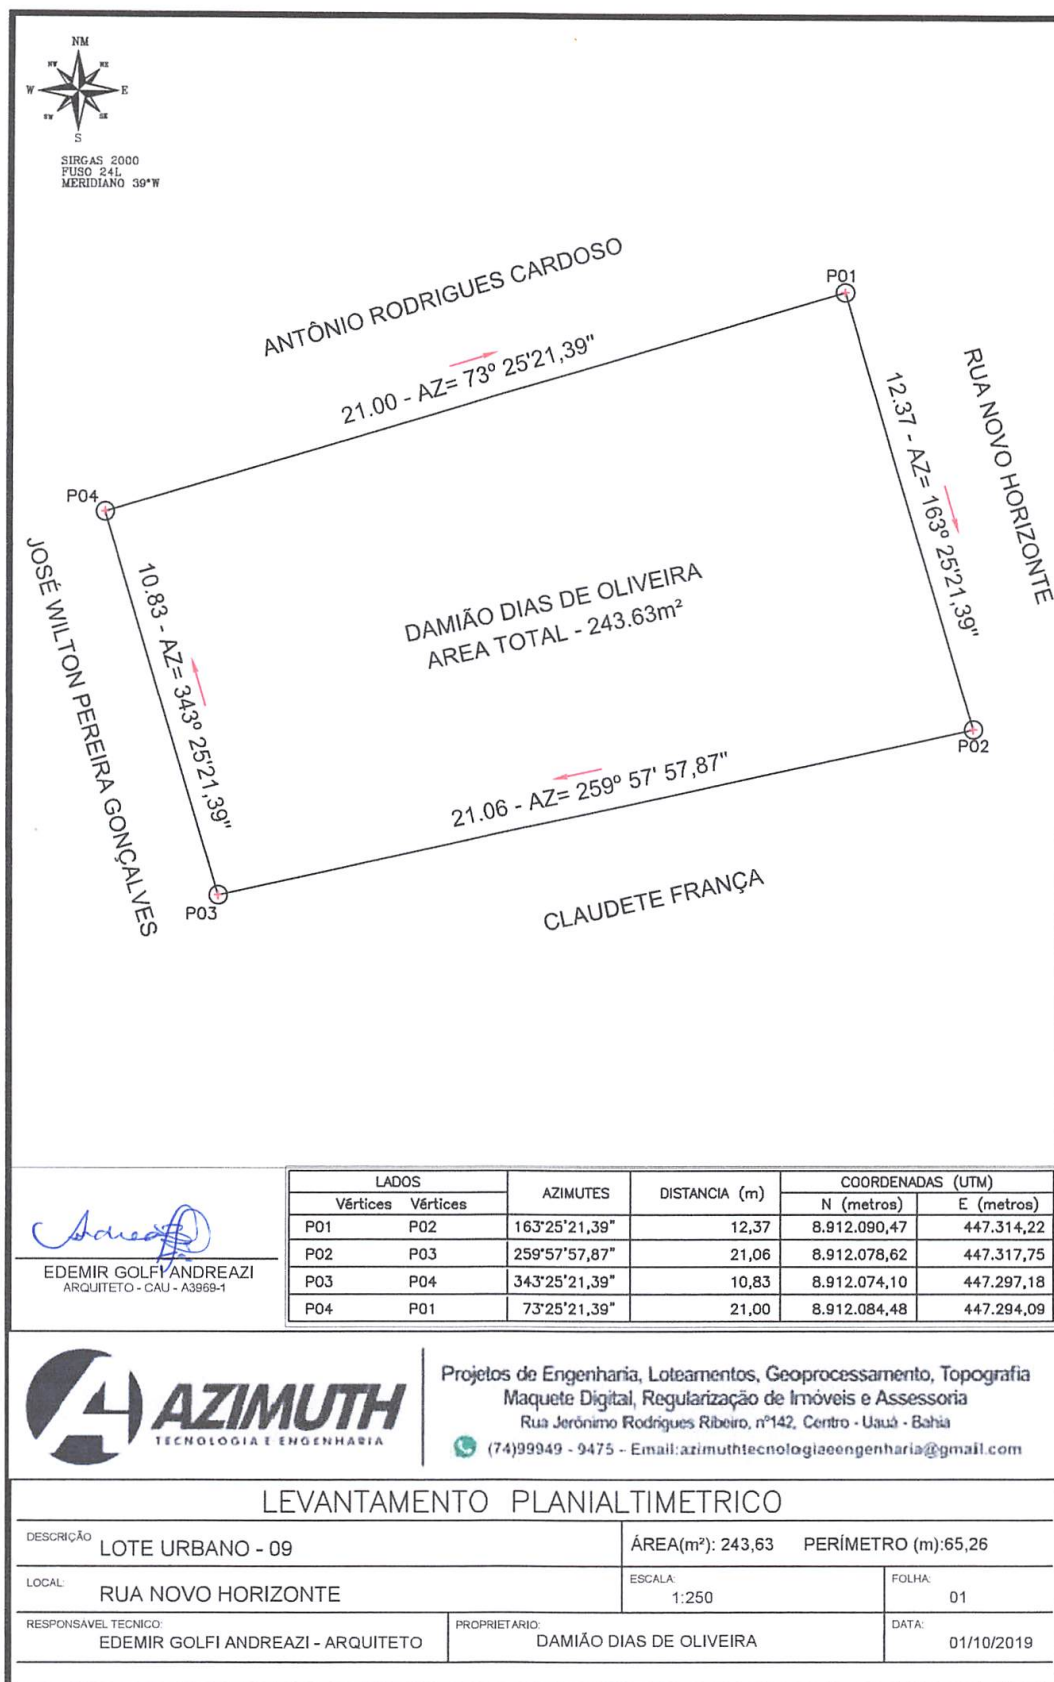 NM
NW
NE
W
E
SW
SE
S
SIRGAS 2000
FUSO 24L
MERIDIANO 39°W
ANTÔNIO RODRIGUES CARDOSO
P01
21.00 - AZ= 73º 25'21,39"
RUA NOVO HORIZONTE
12.37 - AZ= 163º 25'21,39"
P04
JOSÉ WILTON PEREIRA GONÇALVES
10.83 - AZ= 343º 25'21,39"
DAMIÃO DIAS DE OLIVEIRA
AREA TOTAL - 243.63m²
P02
21.06 - AZ= 259º 57' 57,87"
P03
CLAUDETE FRANÇA
LADOS AZIMUTES DISTANCIA (m) COORDENADAS (UTM)
Vértices Vértices N (metros) E (metros)
P01 P02 163°25'21,39" 12,37 8.912.090,47 447.314,22
P02 P03 259°57'57,87" 21,06 8.912.078,62 447.317,75
P03 P04 343°25'21,39" 10,83 8.912.074,10 447.297,18
P04 P01 73°25'21,39" 21,00 8.912.084,48 447.294,09
EDEMIR GOLFI ANDREAZI
ARQUITETO - CAU - A3969-1
AZIMUTH
TECNOLOGIA E ENGENHARIA
Projetos de Engenharia, Loteamentos, Geoprocessamento, Topografia
Maquete Digital, Regularização de Imóveis e Assessoria
Rua Jerónimo Rodrigues Ribeiro, nº142, Centro - Uauá - Bahia
(74)99949 - 9475 - Email:azimuthtecnologiaeengenharia@gmail.com
LEVANTAMENTO PLANIALTIMETRICO
DESCRIÇÃO LOTE URBANO - 09
ÁREA(m²): 243,63 PERÍMETRO (m):65,26
LOCAL: RUA NOVO HORIZONTE
ESCALA: 1:250
FOLHA: 01
RESPONSAVEL TECNICO: EDEMIR GOLFI ANDREAZI - ARQUITETO
PROPRIETARIO: DAMIÃO DIAS DE OLIVEIRA
DATA: 01/10/2019